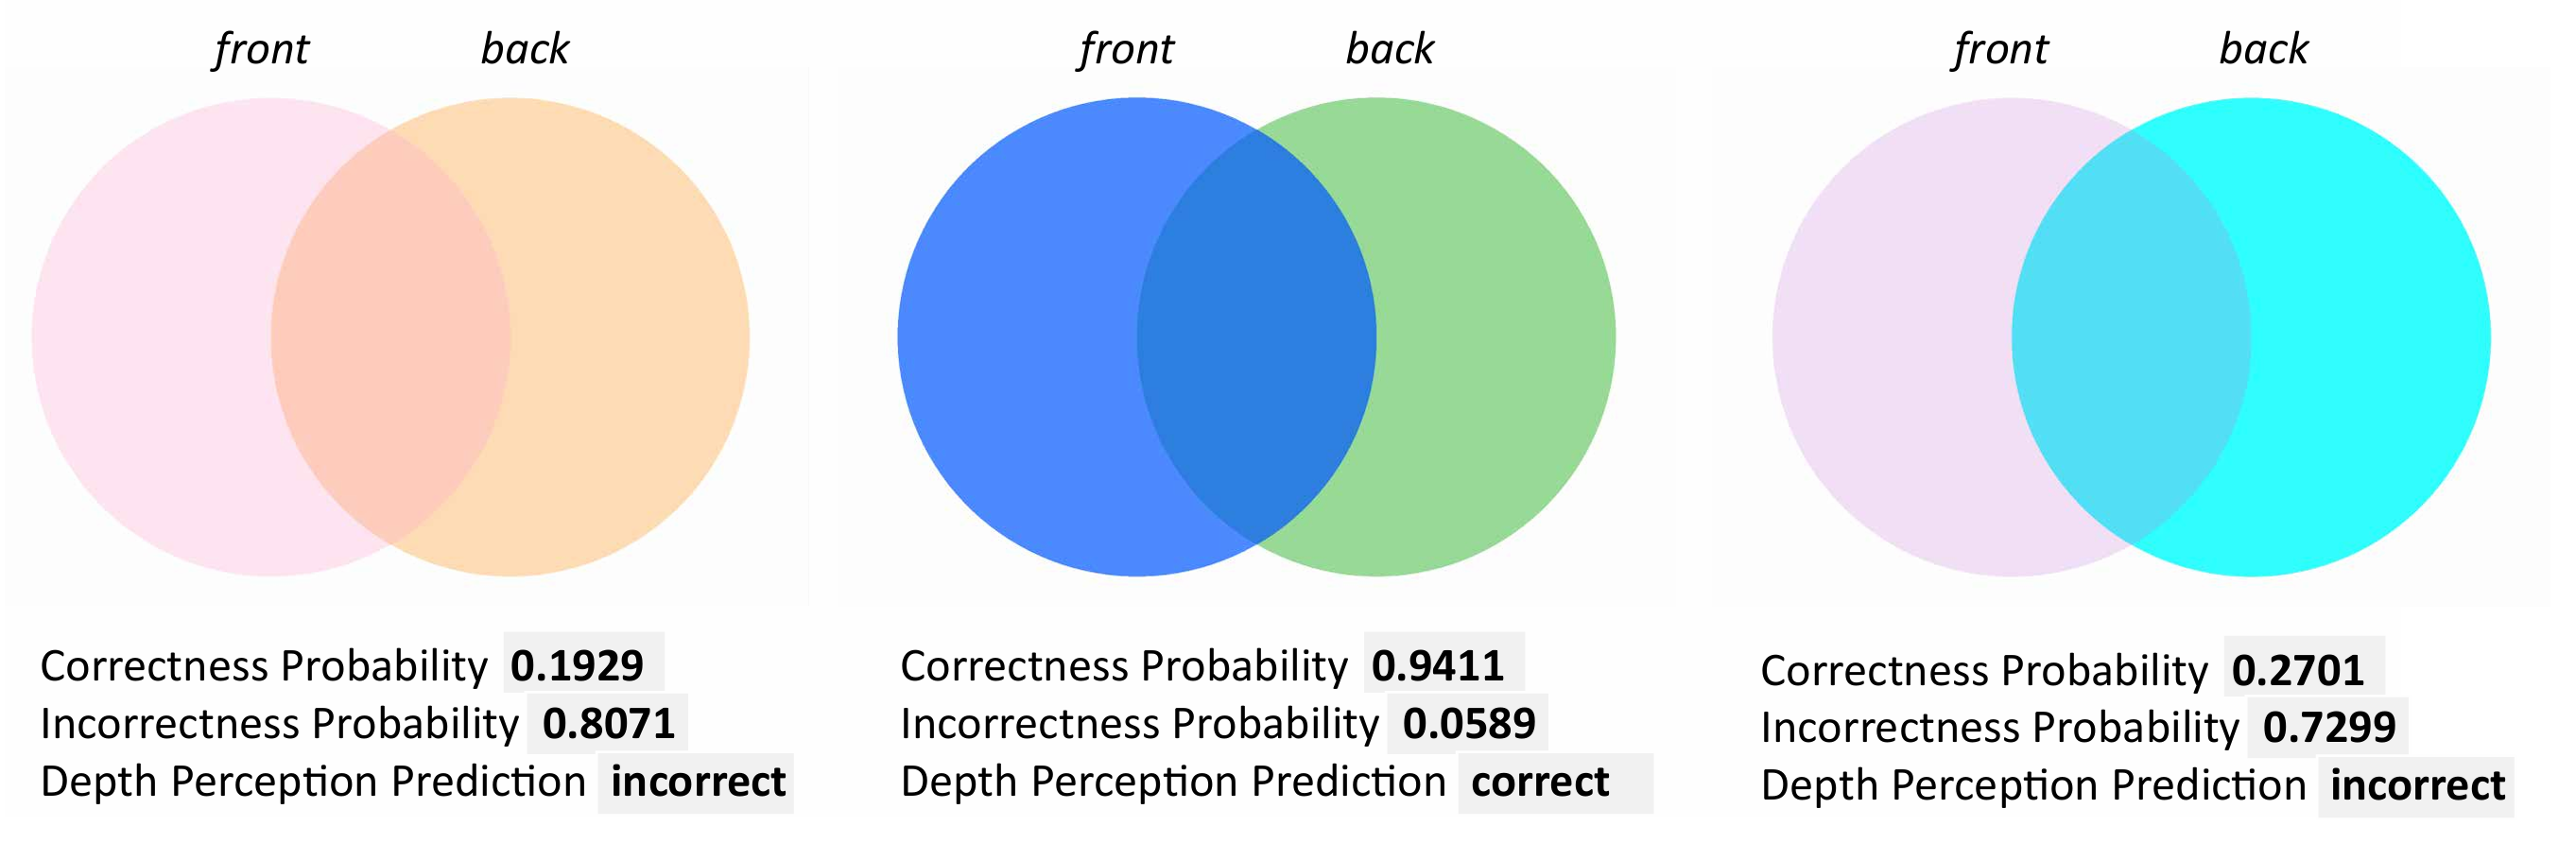 front back
Correctness Probability 0.1929
Incorrectness Probability 0.8071
Depth Perception Prediction incorrect
front back
Correctness Probability 0.9411
Incorrectness Probability 0.0589
Depth Perception Prediction correct
front back
Correctness Probability 0.2701
Incorrectness Probability 0.7299
Depth Perception Prediction incorrect